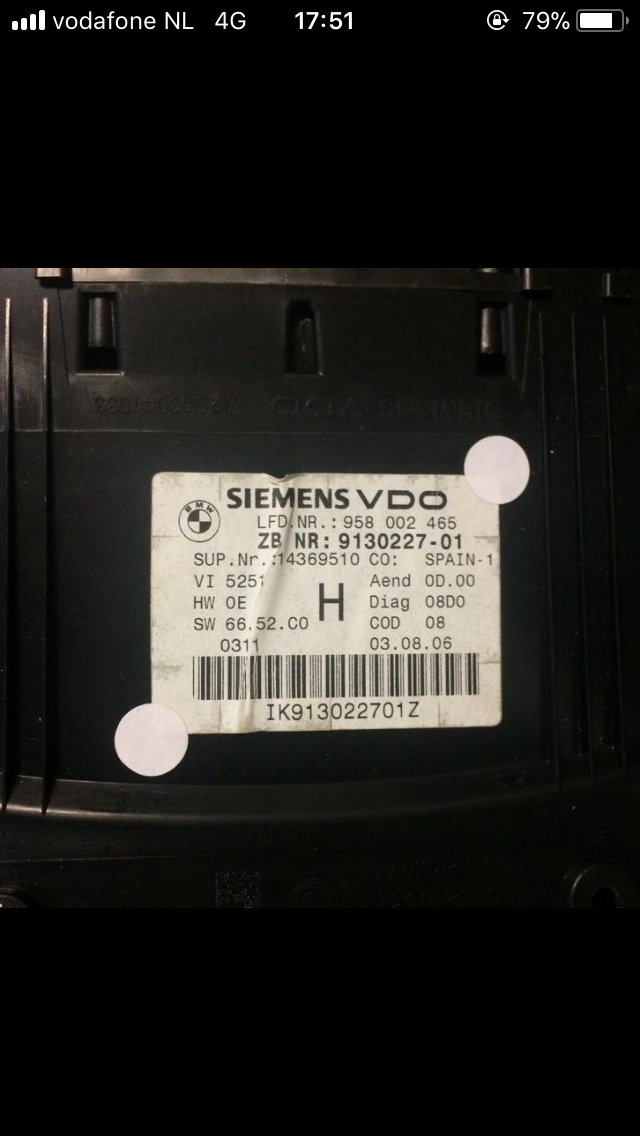 vodafone NL 4G 17:51 79%
BMW
SIEMENS VDO
LFD.NR.: 958 002 465
ZB NR: 9130227-01
SUP.Nr.:14369510 CO: SPAIN-1
VI 5251 Aend 0D.00
HW 0E H Diag 08D0
SW 66.52.C0 COD 08
0311 03.08.06
IK913022701Z